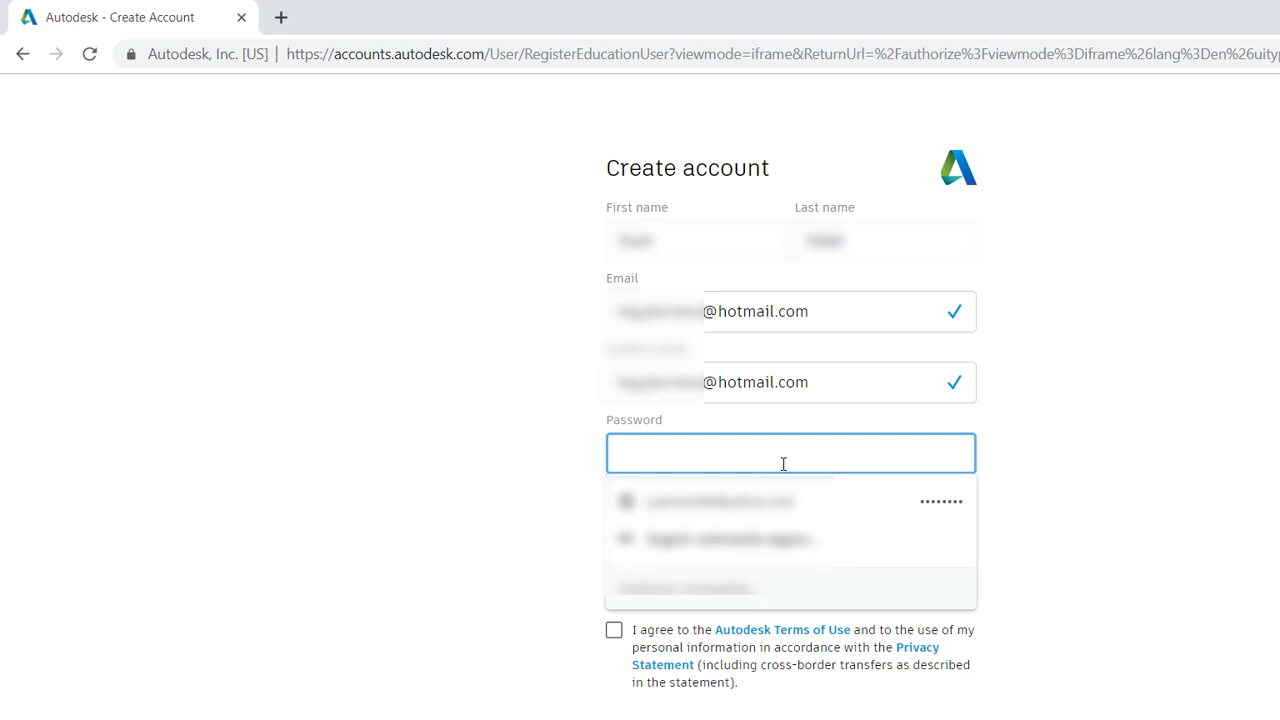 Autodesk - Create Account
Autodesk, Inc. [US] | https://accounts.autodesk.com/User/RegisterEducationUser?viewmode=iframe&ReturnUrl=%2Fauthorize%3Fviewmode%3Diframe%26lang%3Den%26uityp
Create account
First name Last name
Email
@hotmail.com
@hotmail.com
Password
••••••••
I agree to the Autodesk Terms of Use and to the use of my
personal information in accordance with the Privacy
Statement (including cross-border transfers as described
in the statement).